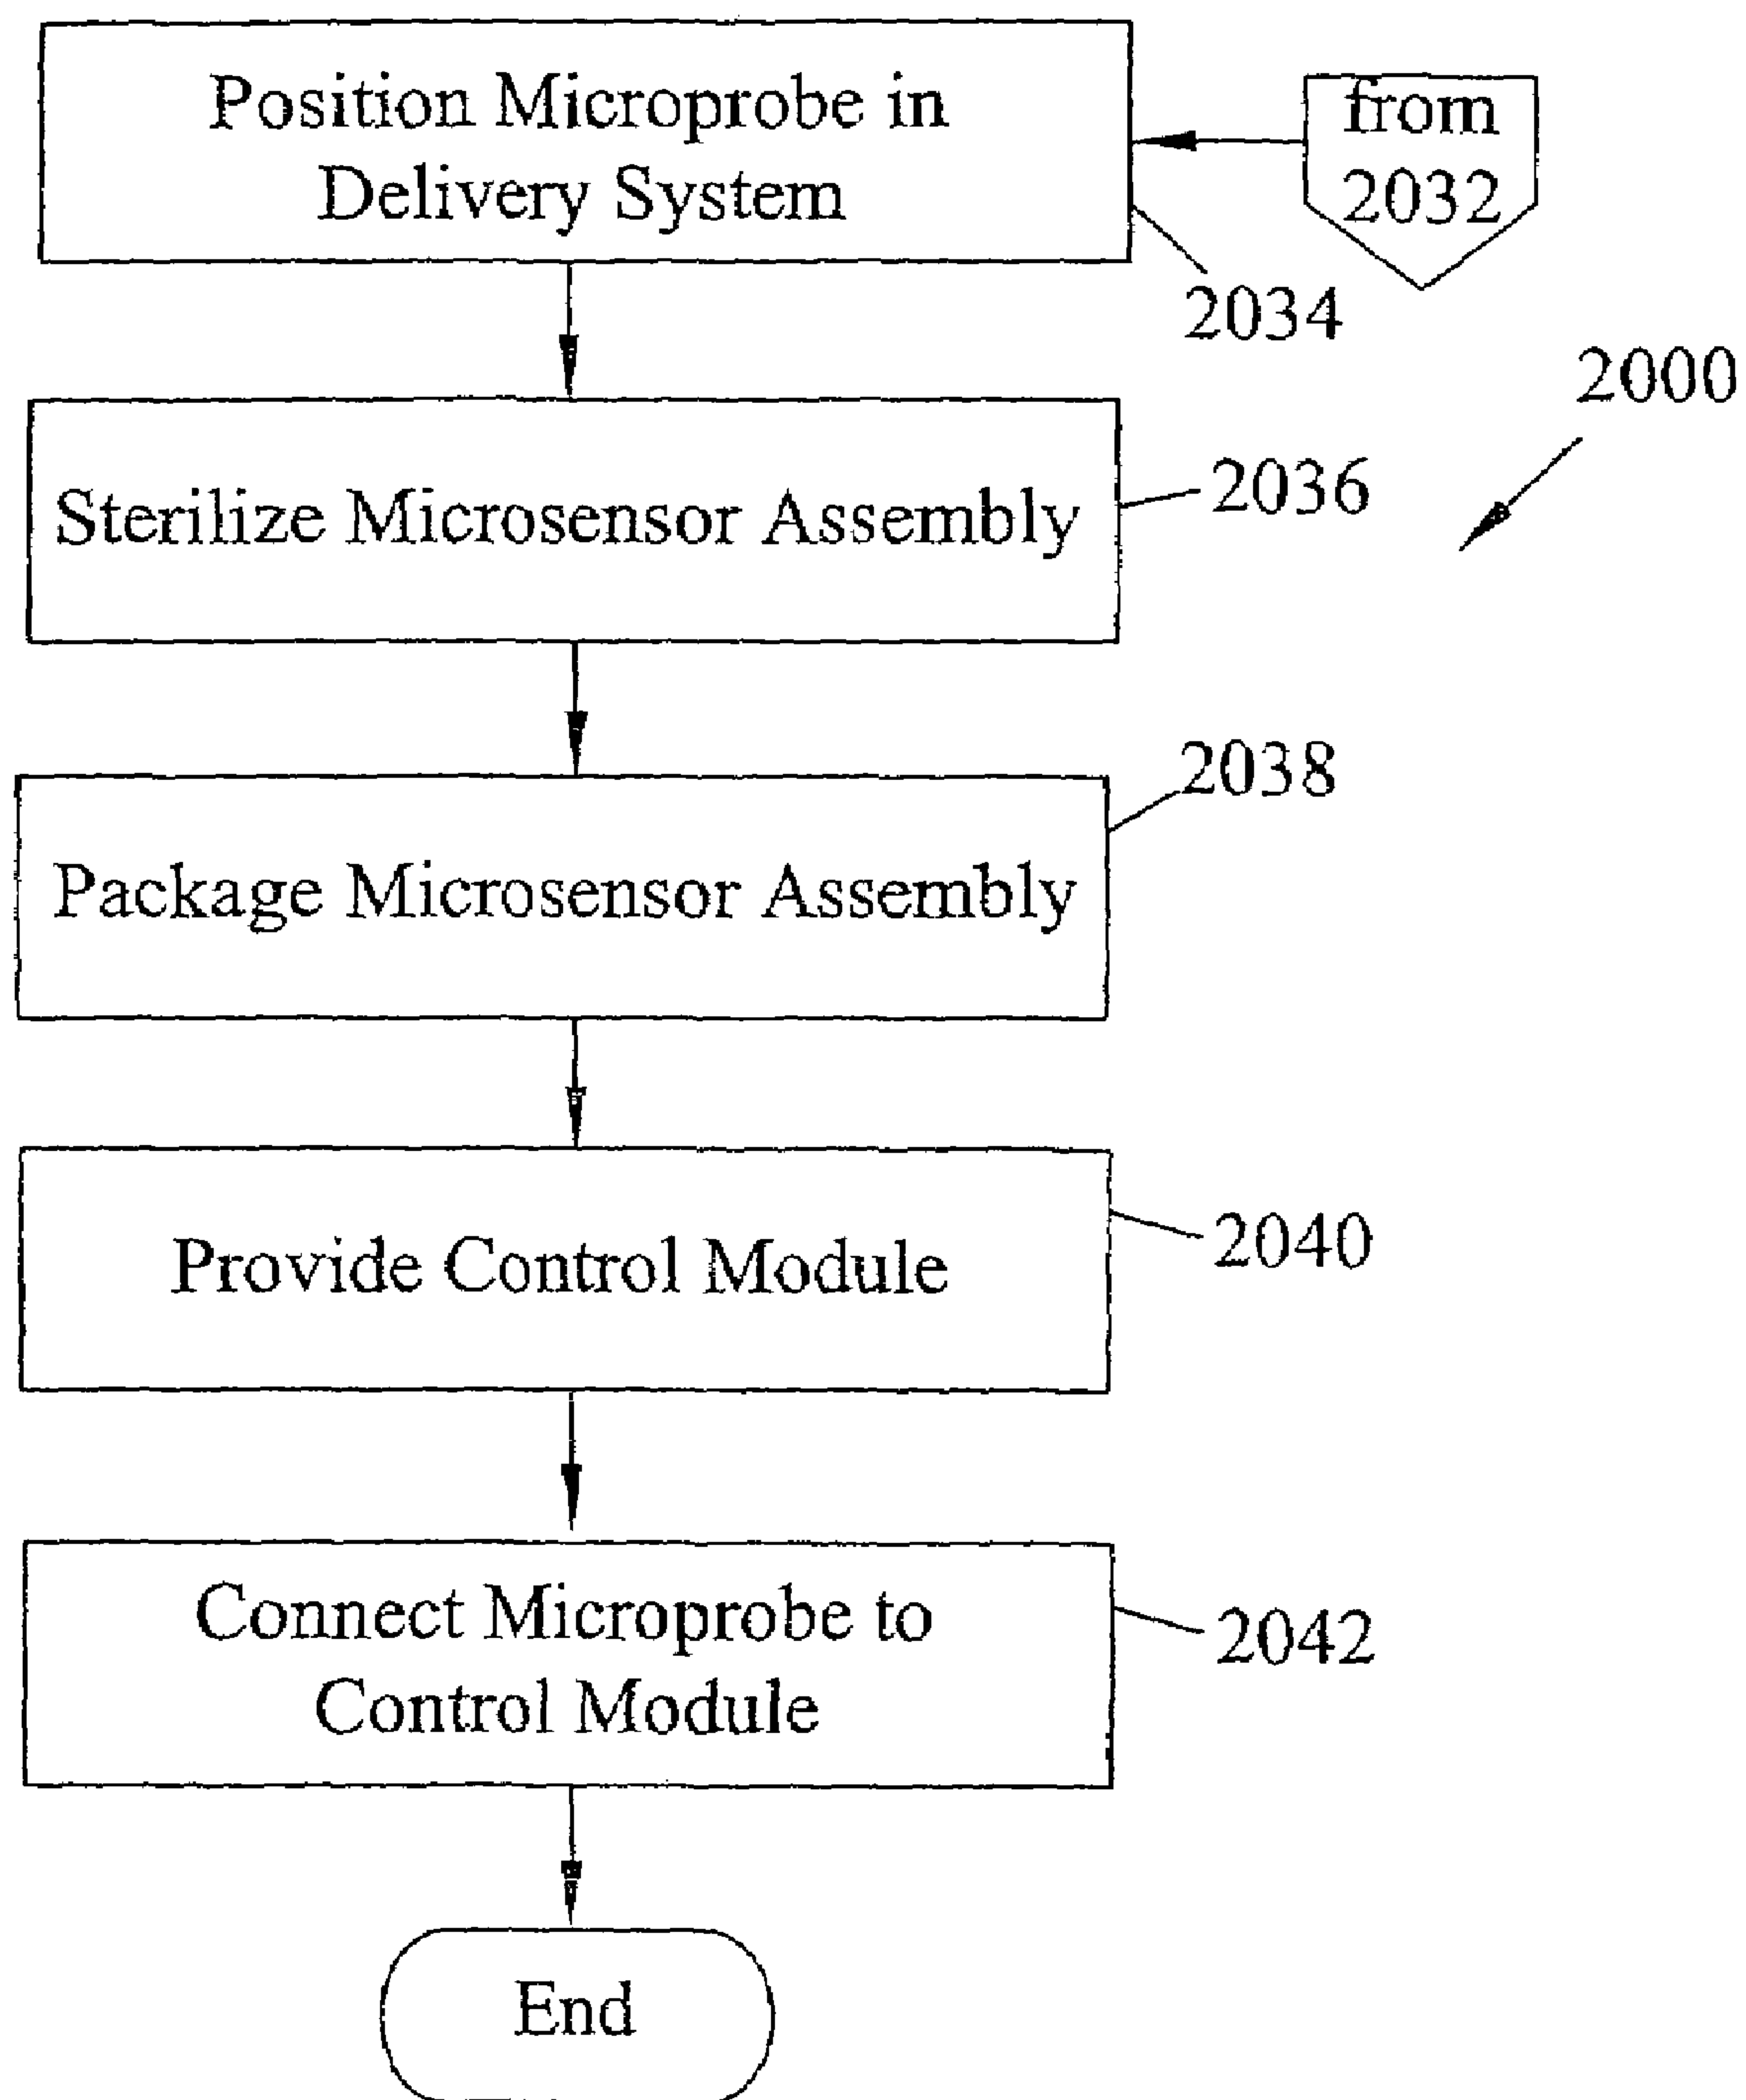 Position Microprobe in
Delivery System
from
2032
2034
2000
Sterilize Microsensor Assembly
2036
2038
Package Microsensor Assembly
Provide Control Module
2040
Connect Microprobe to
Control Module
2042
End